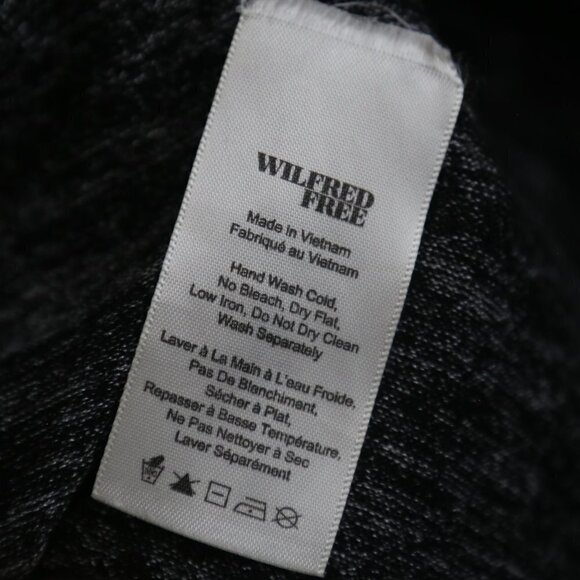 WILFRED
FREE
Made in Vietnam
Fabriqué au Vietnam
Hand Wash Cold,
No Bleach, Dry Flat,
Low Iron, Do Not Dry Clean
Wash Separately
Laver à La Main à L'eau Froide,
Pas De Blanchiment,
Sécher à Plat,
Repasser à Basse Température,
Ne Pas Nettoyer à Sec
Laver Séparément